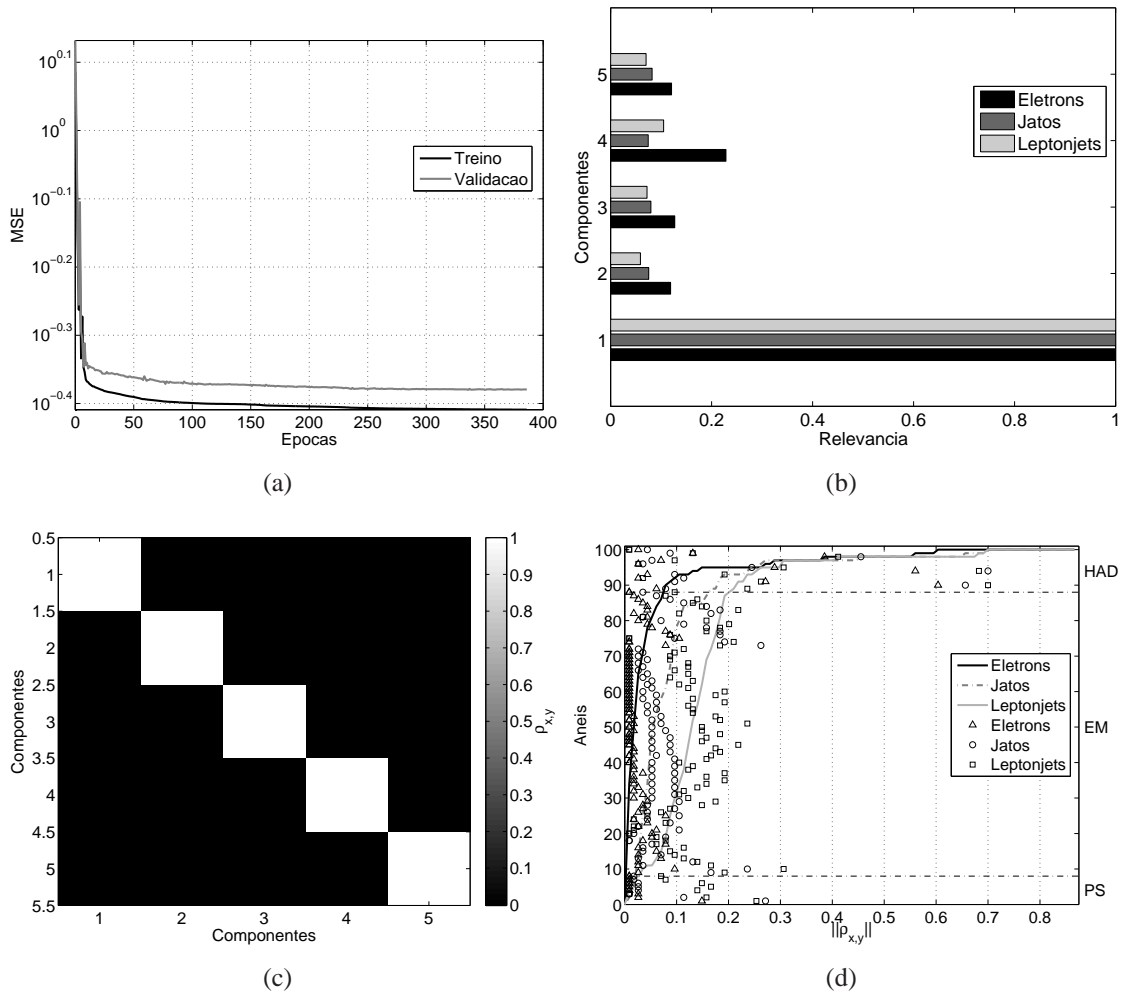 10^0.1
10^0
10^-0.1
10^-0.2
10^-0.3
10^-0.4
MSE
0 50 100 150 200 250 300 350 400
Epocas
Treino
Validacao
(a)
5
4
3
2
1
Componentes
0 0.2 0.4 0.6 0.8 1
Relevancia
Eletrons
Jatos
Leptonjets
(b)
0.5
1
1.5
2
2.5
3
3.5
4
4.5
5
5.5
Componentes
1 2 3 4 5
Componentes
1
0.9
0.8
0.7
0.6
0.5
0.4
0.3
0.2
0.1
0
ρx,y
(c)
100
90
80
70
60
50
40
30
20
10
0
Aneis
0 0.1 0.2 0.3 0.4 0.5 0.6 0.7 0.8
||ρx,y||
HAD
EM
PS
Eletrons
Jatos
Leptonjets
Eletrons
Jatos
Leptonjets
(d)